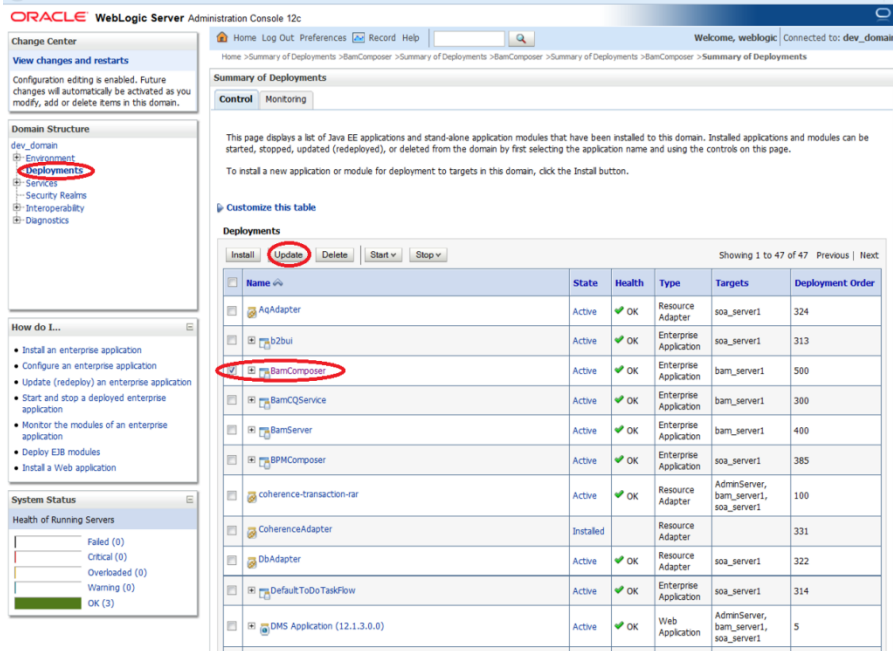 ORACLE WebLogic Server Administration Console 12c
Change Center
View changes and restarts
Configuration editing is enabled. Future
changes will automatically be activated as you
modify, add or delete items in this domain.
Domain Structure
dev_domain
Environment
Deployments
Services
Security Realms
Interoperability
Diagnostics
How do I...
Install an enterprise application
Configure an enterprise application
Update (redeploy) an enterprise application
Start and stop a deployed enterprise
application
Monitor the modules of an enterprise
application
Deploy EJB modules
Install a Web application
System Status
Health of Running Servers
Failed (0)
Critical (0)
Overloaded (0)
Warning (0)
OK (3)
Home Log Out Preferences Record Help
Welcome, weblogic Connected to: dev_domain
Home >Summary of Deployments >BamComposer >Summary of Deployments >BamComposer >Summary of Deployments >BamComposer >Summary of Deployments
Summary of Deployments
Control Monitoring
This page displays a list of Java EE applications and stand-alone application modules that have been installed to this domain. Installed applications and modules can be
started, stopped, updated (redeployed), or deleted from the domain by first selecting the application name and using the controls on this page.
To install a new application or module for deployment to targets in this domain, click the Install button.
Customize this table
Deployments
Install Update Delete Start Stop Showing 1 to 47 of 47 Previous | Next
Name State Health Type Targets Deployment Order
AqAdapter Active OK Resource Adapter soa_server1 324
b2bui Active OK Enterprise Application soa_server1 313
BamComposer Active OK Enterprise Application bam_server1 500
BamCQService Active OK Enterprise Application bam_server1 300
BamServer Active OK Enterprise Application bam_server1 400
BPMComposer Active OK Enterprise Application soa_server1 385
coherence-transaction-rar Active OK Resource Adapter AdminServer, bam_server1, soa_server1 100
CoherenceAdapter Installed Resource Adapter 331
DbAdapter Active OK Resource Adapter soa_server1 322
DefaultToDoTaskFlow Active OK Enterprise Application soa_server1 314
DMS Application (12.1.3.0.0) Active OK Web Application AdminServer, bam_server1, soa_server1 5